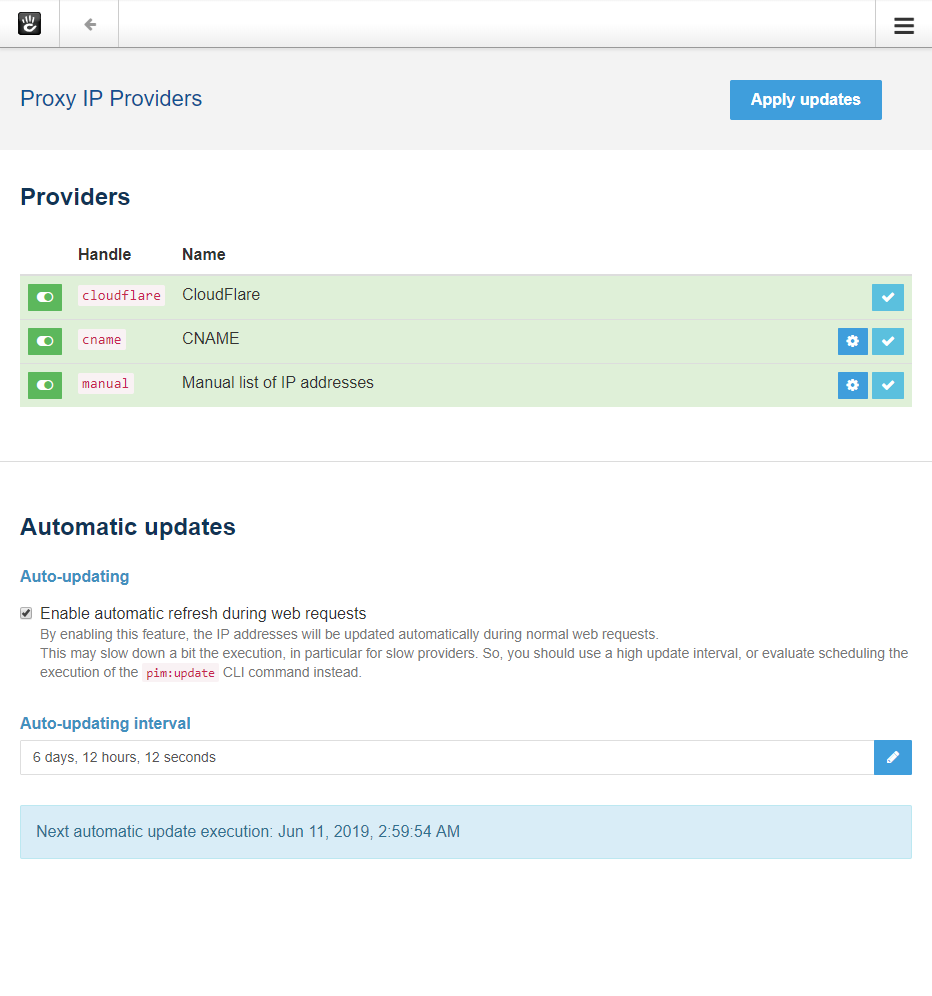 Proxy IP Providers
Apply updates
Providers
Handle Name
cloudflare CloudFlare
cname CNAME
manual Manual list of IP addresses
Automatic updates
Auto-updating
Enable automatic refresh during web requests
By enabling this feature, the IP addresses will be updated automatically during normal web requests.
This may slow down a bit the execution, in particular for slow providers. So, you should use a high update interval, or evaluate scheduling the
execution of the pim:update CLI command instead.
Auto-updating interval
6 days, 12 hours, 12 seconds
Next automatic update execution: Jun 11, 2019, 2:59:54 AM